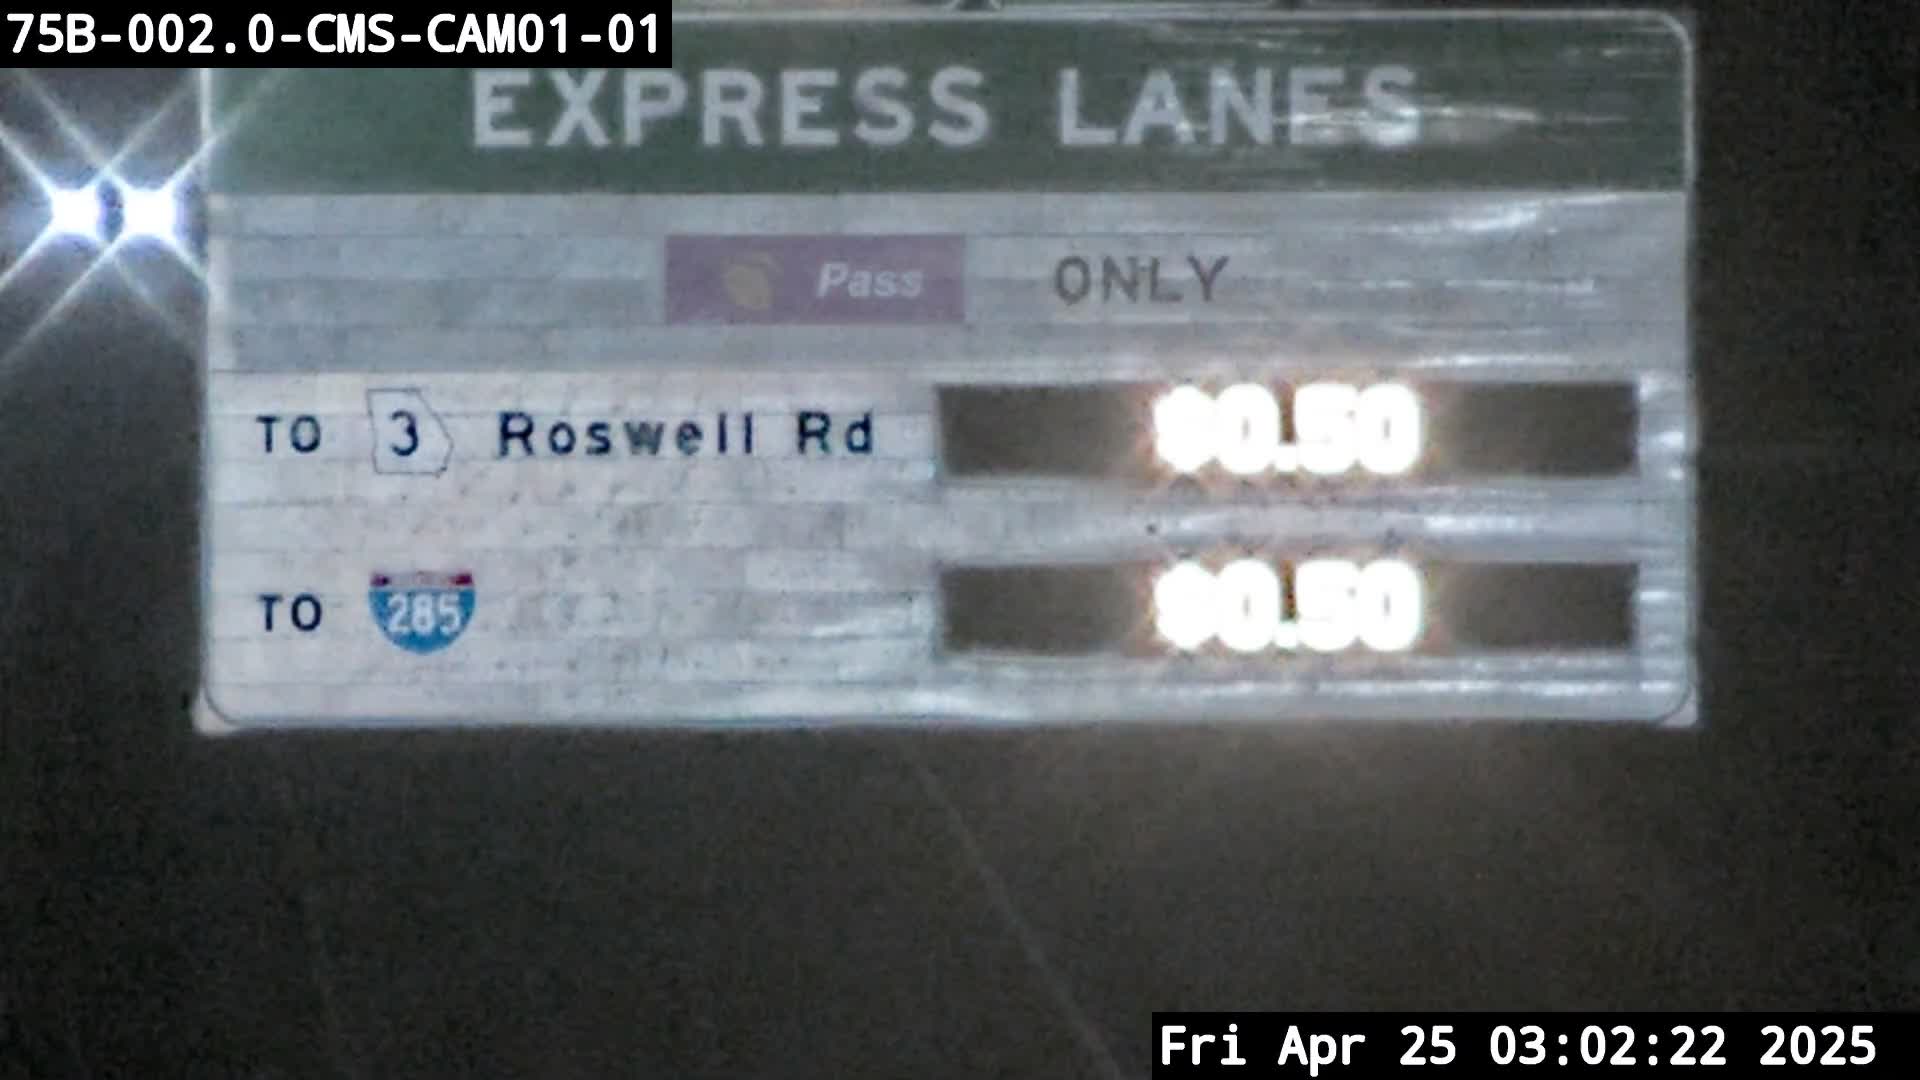 75B-002.0-CMS-CAM01-01
EXPRESS LANES
Pass ONLY
TO 3 Roswell Rd $0.50
TO 285 $0.50
Fri Apr 25 03:02:22 2025